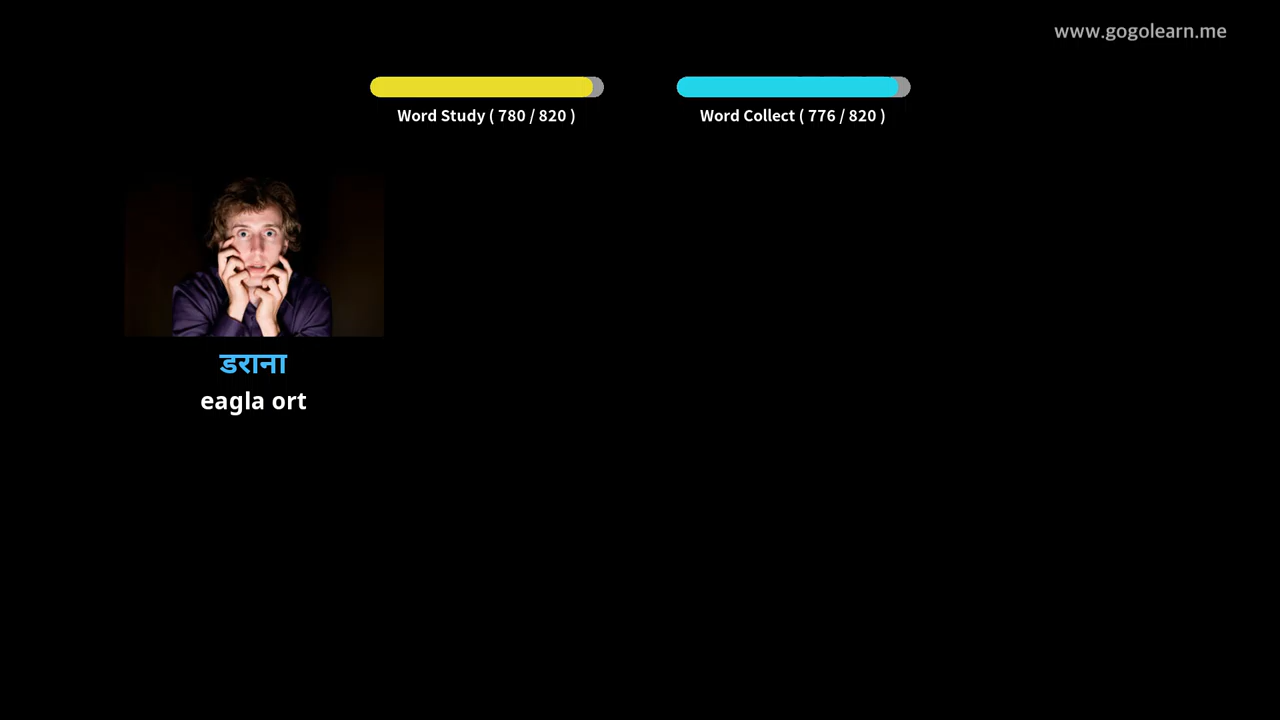 www.gogolearn.me
Word Study ( 780 / 820 )
Word Collect ( 776 / 820 )
डराना
eagla ort